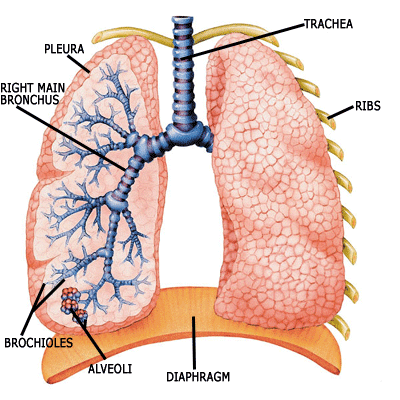 TRACHEA
PLEURA
RIGHT MAIN
BRONCHUS
RIBS
BROCHIOLES
ALVEOLI
DIAPHRAGM